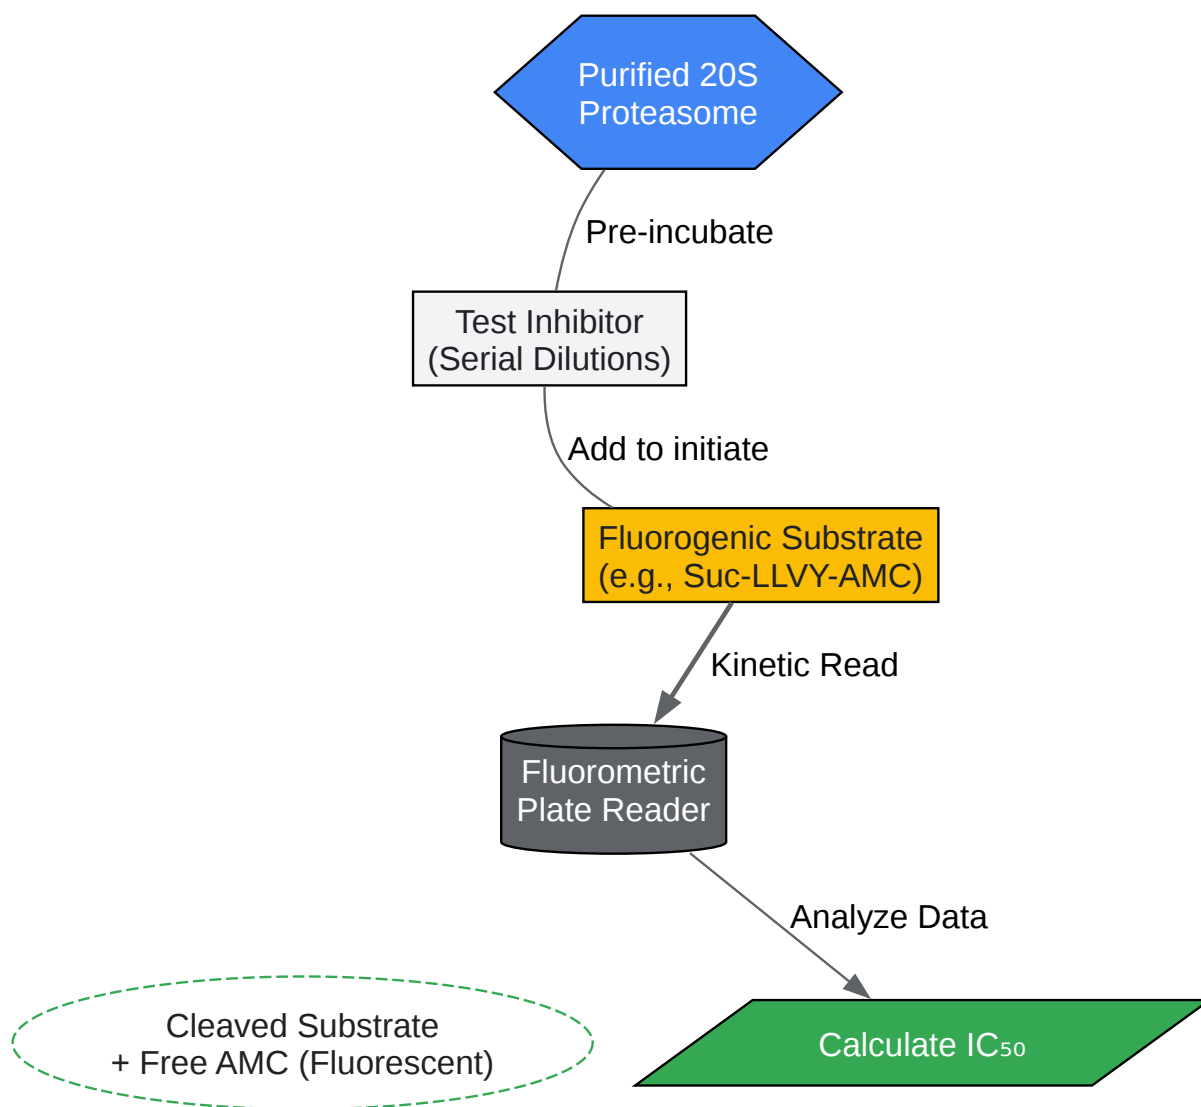 Purified 20S
Proteasome
Pre-incubate
Test Inhibitor
(Serial Dilutions)
Add to initiate
Fluorogenic Substrate
(e.g., Suc-LLVY-AMC)
Kinetic Read
Fluorometric
Plate Reader
Analyze Data
Cleaved Substrate
+ Free AMC (Fluorescent)
Calculate IC₅₀